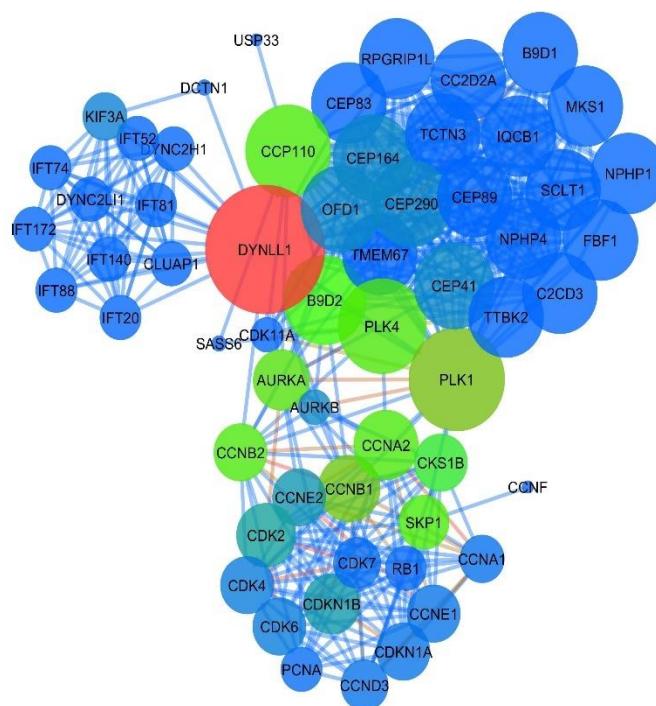 USP33
B9D1
RPGRIP1L
CC2D2A
DCTN1
CEP83
MKS1
KIF3A
IFT52
TCTN3
IQCB1
DYNC2H1
CCP110
CEP164
IFT74
NPHP1
DYNC2LI1
IFT81
OFD1
CEP290
CEP89
SCLT1
IFT172
DYNLL1
NPHP4
FBF1
IFT140
CLUAP1
TMEM67
IFT88
CEP41
C2CD3
B9D2
IFT20
TTBK2
PLK4
SASS6
CDK11A
AURKA
PLK1
AURKB
CCNB2
CCNA2
CKS1B
CCNE2
CCNB1
CCNF
SKP1
CDK2
CDK7
RB1
CCNA1
CDK4
CDKN1B
CCNE1
CDK6
CDKN1A
PCNA
CCND3